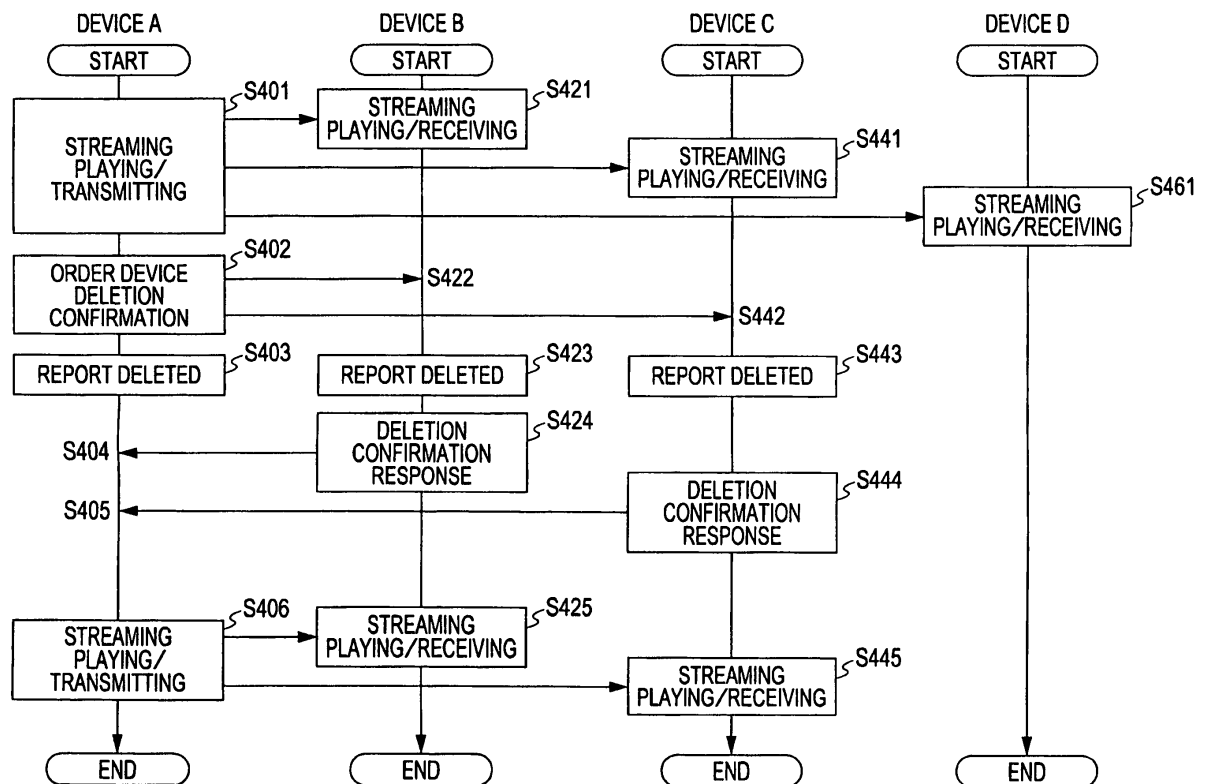 DEVICE A
DEVICE B
DEVICE C
DEVICE D
START
START
START
START
STREAMING
PLAYING/
TRANSMITTING
S401
STREAMING
PLAYING/RECEIVING
S421
STREAMING
PLAYING/RECEIVING
S441
STREAMING
PLAYING/RECEIVING
S461
ORDER DEVICE
DELETION
CONFIRMATION
S402
S422
S442
REPORT DELETED
S403
REPORT DELETED
S423
REPORT DELETED
S443
S404
DELETION
CONFIRMATION
RESPONSE
S424
S405
DELETION
CONFIRMATION
RESPONSE
S444
STREAMING
PLAYING/
TRANSMITTING
S406
STREAMING
PLAYING/RECEIVING
S425
STREAMING
PLAYING/RECEIVING
S445
END
END
END
END